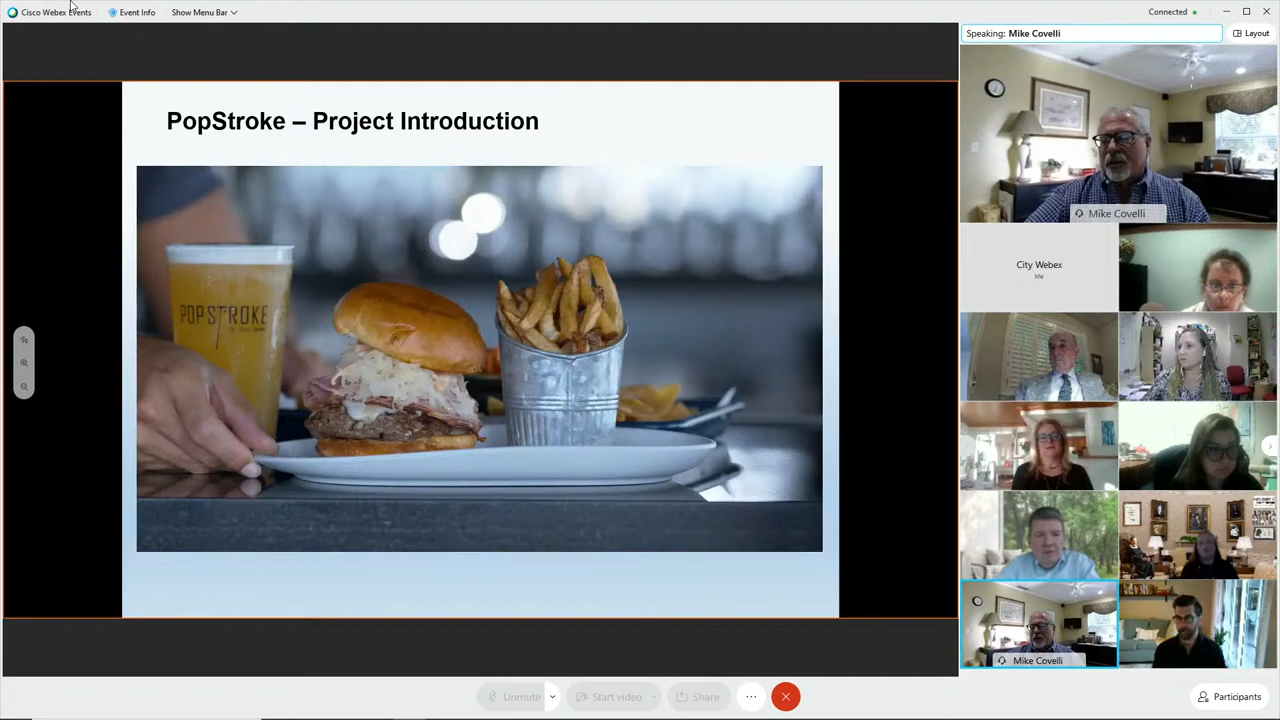 Cisco Webex Events
Event Info
Show Menu Bar
Connected
Speaking: Mike Covelli
Layout
PopStroke – Project Introduction
POPSTROKE
Mike Covelli
City Webex
Me
Mike Covelli
Unmute
Start video
Share
Participants